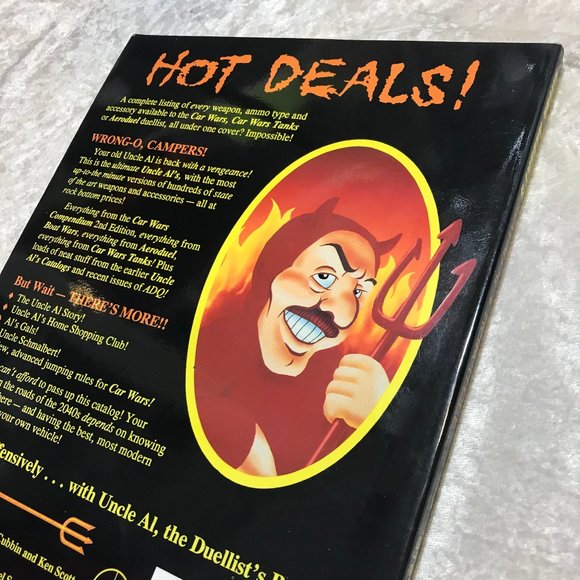 HOT DEALS!
A complete listing of every weapon, ammo type and
accessory available to the Car Wars, Car Wars Tanks
or Aeroduel duellist, all under one cover? Impossible!
WRONG-O, CAMPERS!
Your old Uncle Al is back with a vengeance!
This is the ultimate Uncle Al's, with the most
up-to-the minute versions of hundreds of state
of the art weapons and accessories — all at
rock bottom prices!
Everything from the Car Wars
Compendium 2nd Edition, everything from
Boat Wars, everything from Aeroduel,
everything from Car Wars Tanks! Plus
loads of neat stuff from the earlier Uncle
Al's Catalogs and recent issues of ADQ!
But Wait — THERE'S MORE!!
The Uncle Al Story!
Uncle Al's Home Shopping Club!
Al's Gals!
Uncle Schmalbert!
advanced jumping rules for Car Wars!
can't afford to pass up this catalog! Your
the roads of the 2040s depends on knowing
— and having the best, most modern
your own vehicle!
. . . with Uncle Al, the Duellist's
and Ken Scott